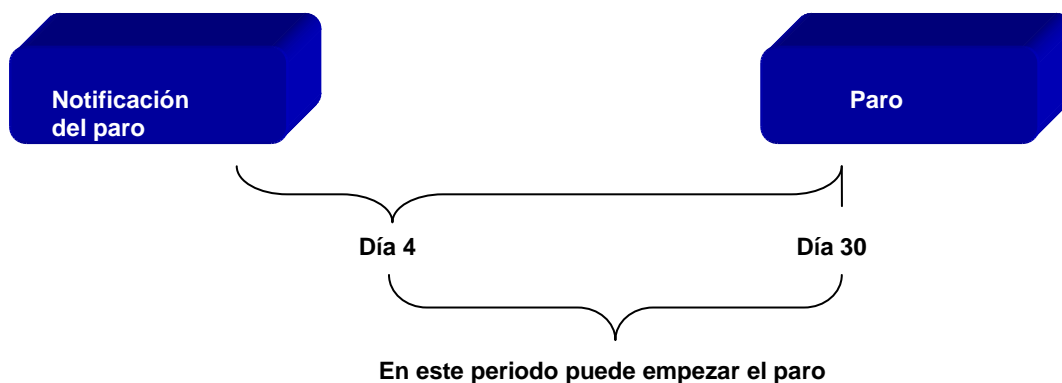 Notificación
del paro
Paro
Día 4
Día 30
En este periodo puede empezar el paro